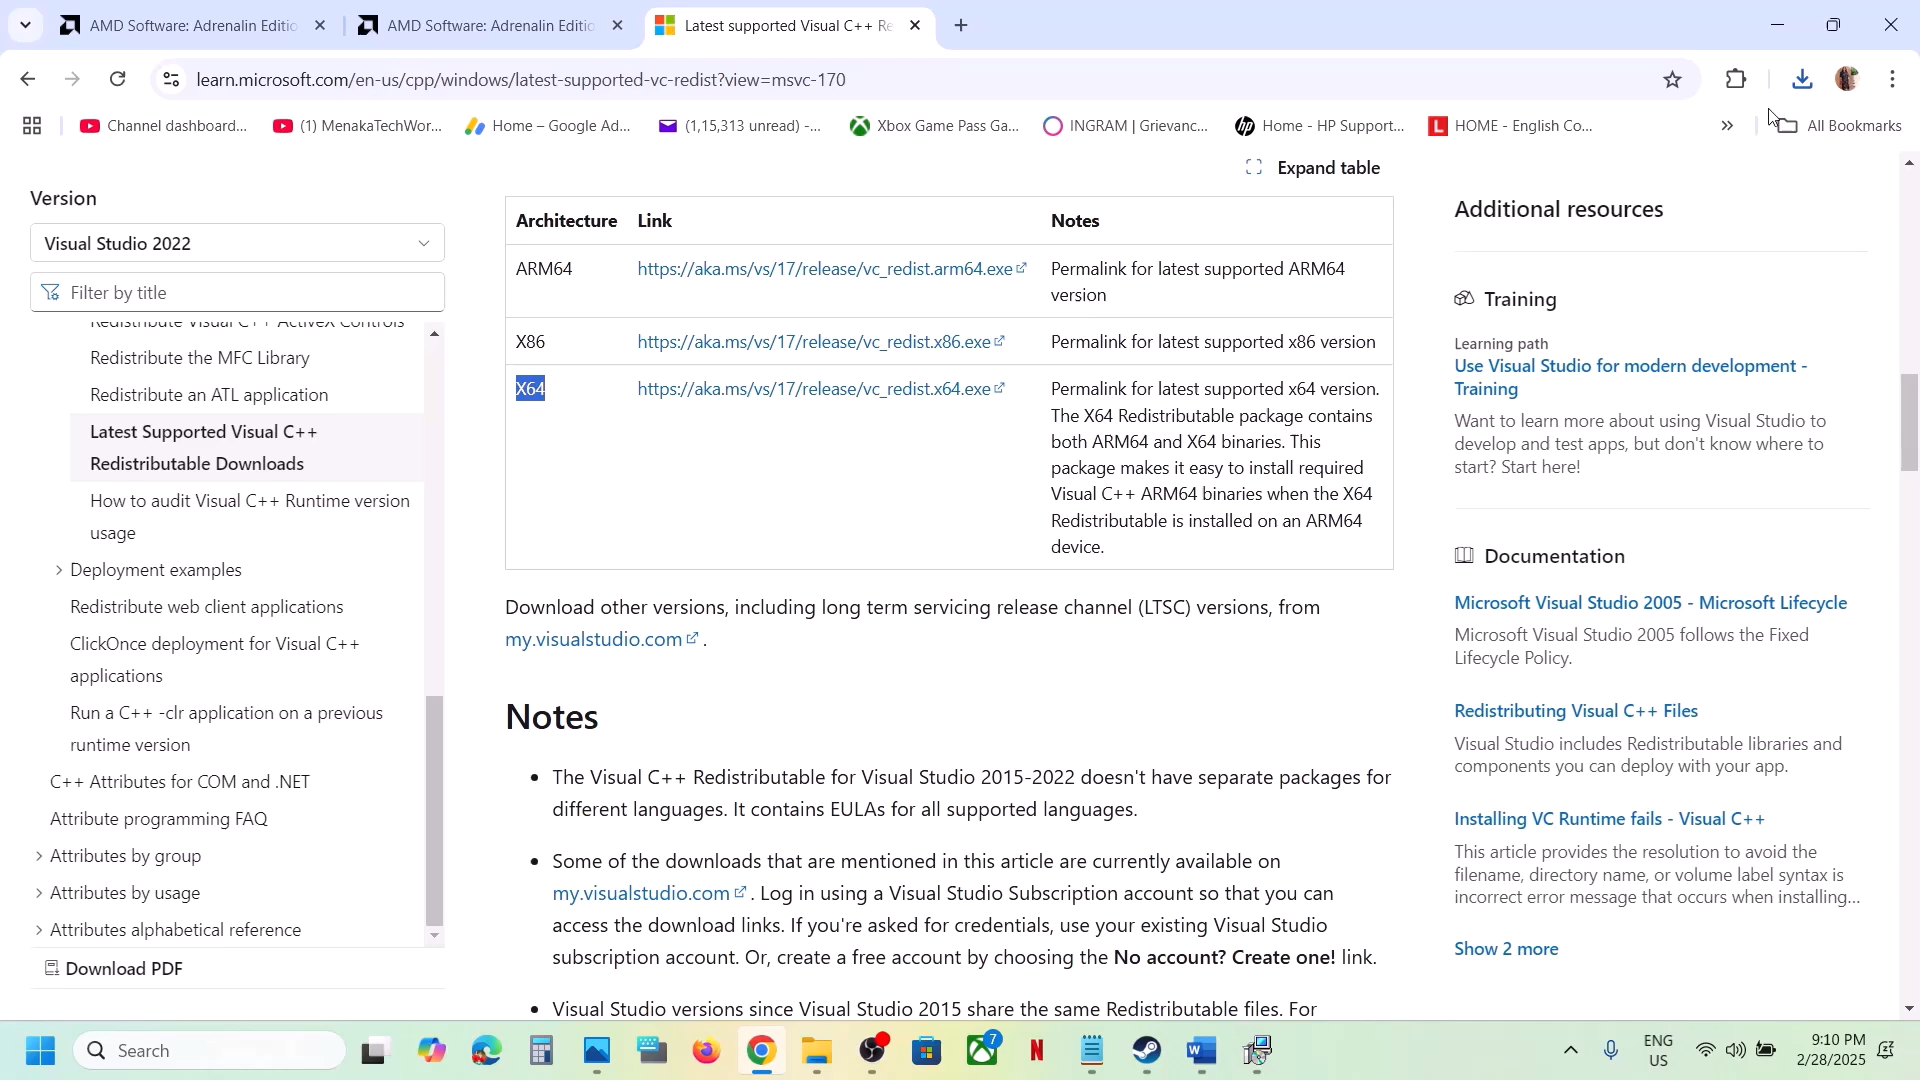 AMD Software: Adrenalin Editio
AMD Software: Adrenalin Editio
Latest supported Visual C++ Re
learn.microsoft.com/en-us/cpp/windows/latest-supported-vc-redist?view=msvc-170
Channel dashboard...
(1) MenakaTechWor...
Home – Google Ad...
(1,15,313 unread) -...
Xbox Game Pass Ga...
INGRAM | Grievanc...
Home - HP Support...
HOME - English Co...
All Bookmarks
Version
Visual Studio 2022
Filter by title
Redistribute Visual C++ ActiveX Controls
Redistribute the MFC Library
Redistribute an ATL application
Latest Supported Visual C++
Redistributable Downloads
How to audit Visual C++ Runtime version
usage
Deployment examples
Redistribute web client applications
ClickOnce deployment for Visual C++
applications
Run a C++ -clr application on a previous
runtime version
C++ Attributes for COM and .NET
Attribute programming FAQ
Attributes by group
Attributes by usage
Attributes alphabetical reference
Download PDF
Expand table
Architecture Link Notes
ARM64 https://aka.ms/vs/17/release/vc_redist.arm64.exe Permalink for latest supported ARM64
version
X86 https://aka.ms/vs/17/release/vc_redist.x86.exe Permalink for latest supported x86 version
X64 https://aka.ms/vs/17/release/vc_redist.x64.exe Permalink for latest supported x64 version.
The X64 Redistributable package contains
both ARM64 and X64 binaries. This
package makes it easy to install required
Visual C++ ARM64 binaries when the X64
Redistributable is installed on an ARM64
device.
Download other versions, including long term servicing release channel (LTSC) versions, from
my.visualstudio.com .
Notes
• The Visual C++ Redistributable for Visual Studio 2015-2022 doesn't have separate packages for
different languages. It contains EULAs for all supported languages.
• Some of the downloads that are mentioned in this article are currently available on
my.visualstudio.com . Log in using a Visual Studio Subscription account so that you can
access the download links. If you're asked for credentials, use your existing Visual Studio
subscription account. Or, create a free account by choosing the No account? Create one! link.
• Visual Studio versions since Visual Studio 2015 share the same Redistributable files. For
Additional resources
Training
Learning path
Use Visual Studio for modern development -
Training
Want to learn more about using Visual Studio to
develop and test apps, but don't know where to
start? Start here!
Documentation
Microsoft Visual Studio 2005 - Microsoft Lifecycle
Microsoft Visual Studio 2005 follows the Fixed
Lifecycle Policy.
Redistributing Visual C++ Files
Visual Studio includes Redistributable libraries and
components you can deploy with your app.
Installing VC Runtime fails - Visual C++
This article provides the resolution to avoid the
filename, directory name, or volume label syntax is
incorrect error message that occurs when installing...
Show 2 more
Search
7
ENG
US
9:10 PM
2/28/2025